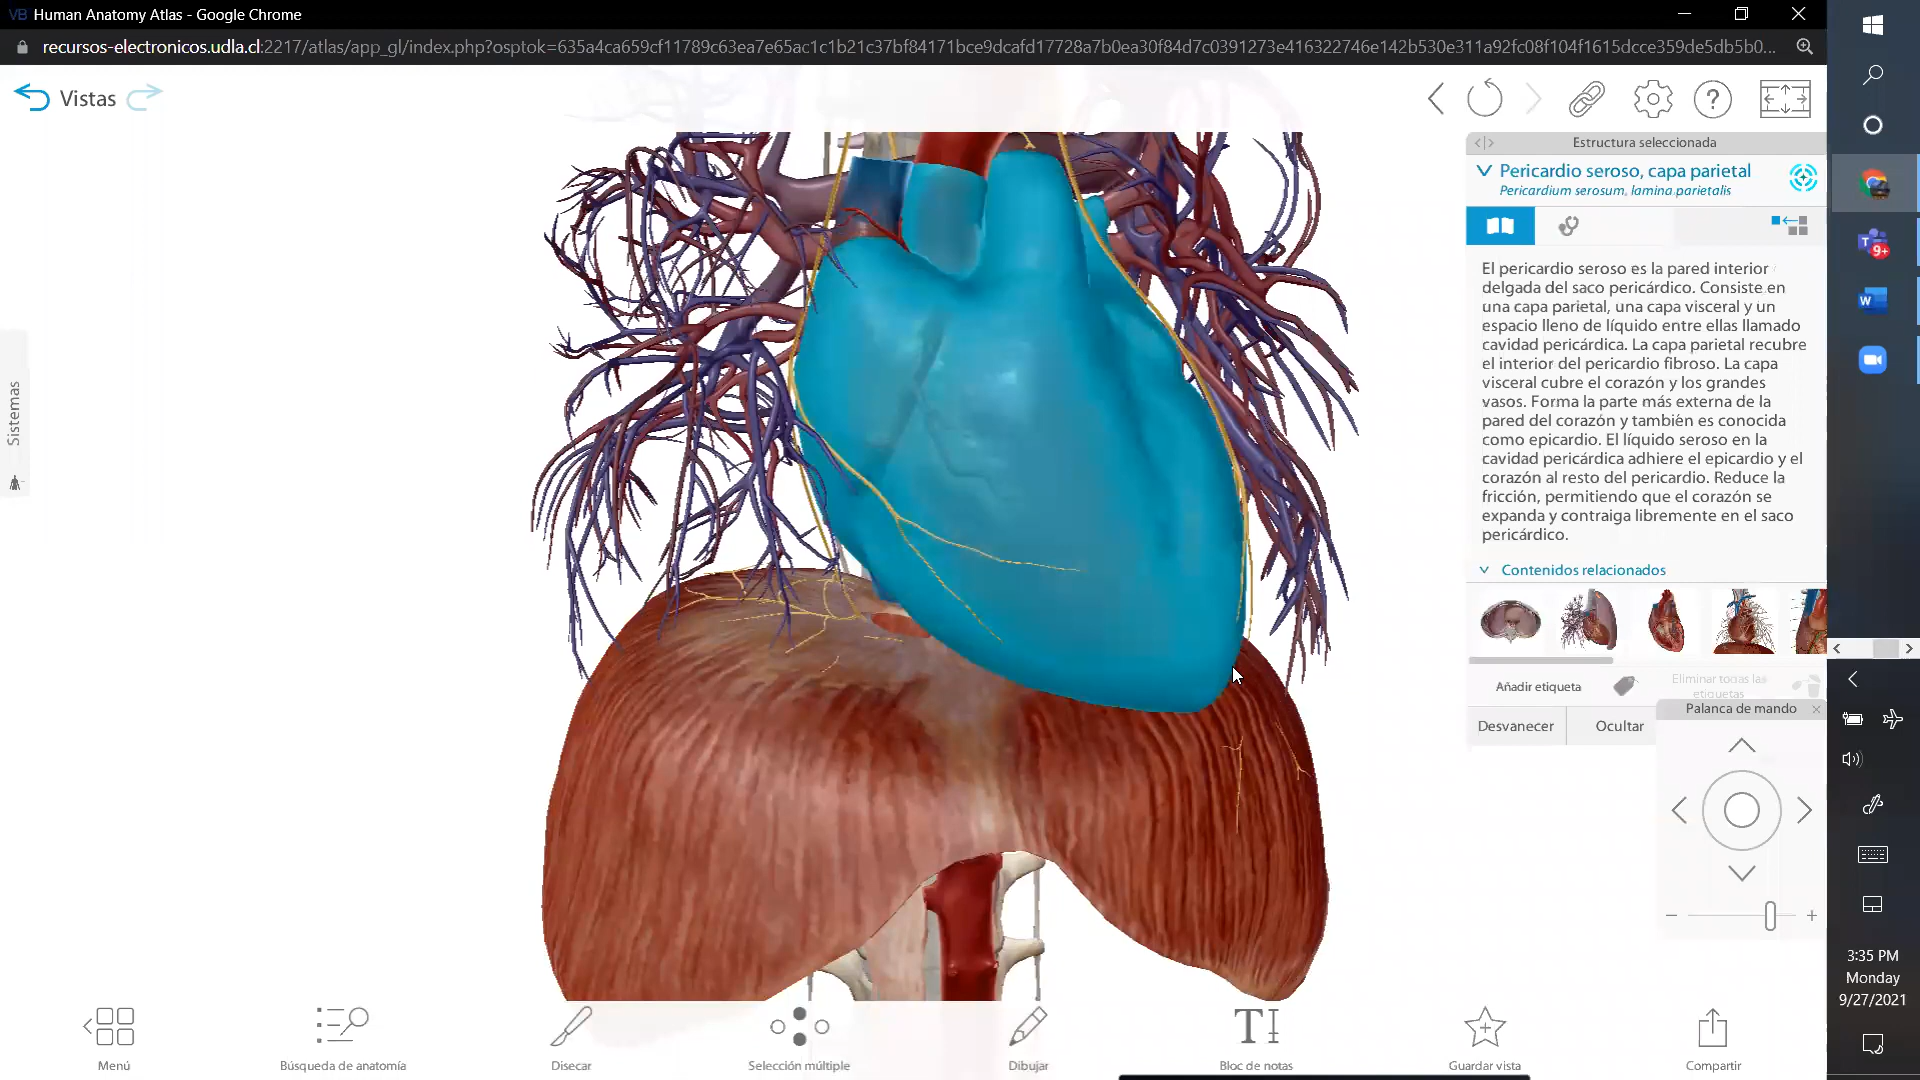 VB Human Anatomy Atlas - Google Chrome
recursos-electronicos.udla.cl:2217/atlas/app_gl/index.php?osptok=635a4ca659cf11789c63ea7e65ac1c1b21c37bf84171bce9dcafd17728a7b0ea30f84d7c0391273e416322746e142b530e311a92fc08f104f1615dcce359de5db5b0...
Vistas
Estructura seleccionada
Pericardio seroso, capa parietal
Pericardium serosum, lamina parietalis
El pericardio seroso es la pared interior
delgada del saco pericárdico. Consiste en
una capa parietal, una capa visceral y un
espacio lleno de líquido entre ellas llamado
cavidad pericárdica. La capa parietal recubre
el interior del pericardio fibroso. La capa
visceral cubre el corazón y los grandes
vasos. Forma la parte más externa de la
pared del corazón y también es conocida
como epicardio. El líquido seroso en la
cavidad pericárdica adhiere el epicardio y el
corazón al resto del pericardio. Reduce la
fricción, permitiendo que el corazón se
expanda y contraiga libremente en el saco
pericárdico.
Contenidos relacionados
Añadir etiqueta
Eliminar todas las
etiquetas
Desvanecer
Ocultar
Palanca de mando
Sistemas
Menú
Búsqueda de anatomía
Disecar
Selección múltiple
Dibujar
Bloc de notas
Guardar vista
Compartir
9+
3:35 PM
Monday
9/27/2021